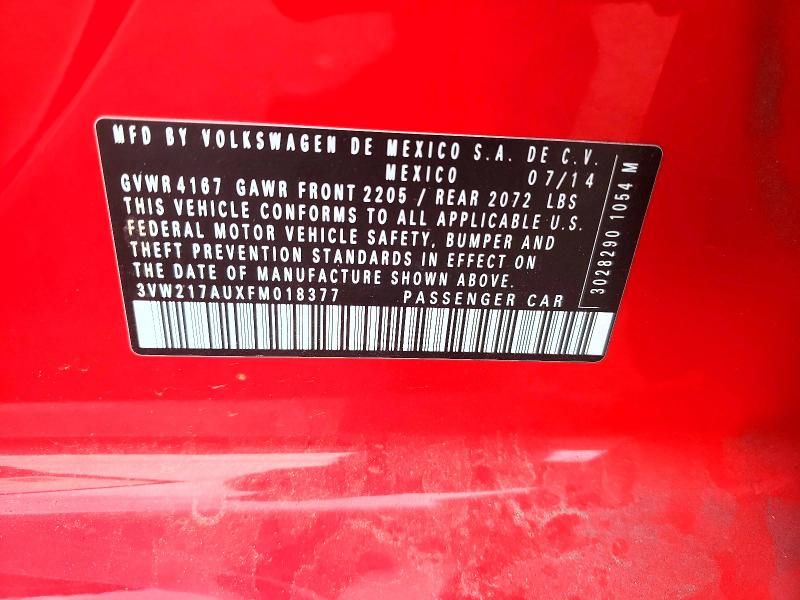 MFD BY VOLKSWAGEN DE MEXICO S.A. DE C.V.
MEXICO 07/14
GVWR 4167 GAWR FRONT 2205 / REAR 2072 LBS
THIS VEHICLE CONFORMS TO ALL APPLICABLE U.S.
FEDERAL MOTOR VEHICLE SAFETY, BUMPER AND
THEFT PREVENTION STANDARDS IN EFFECT ON
THE DATE OF MANUFACTURE SHOWN ABOVE.
3VW217AUXFM018377 PASSENGER CAR
3028290 1054 M